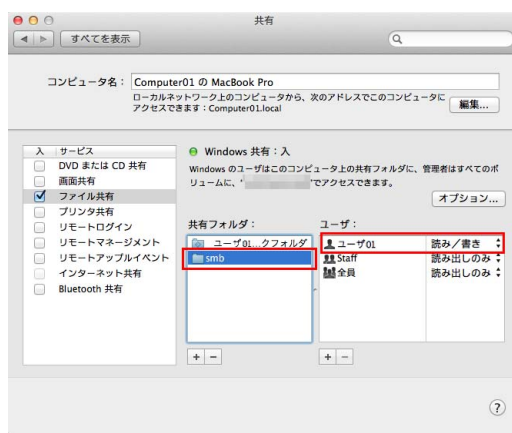 共有
すべてを表示
コンピュータ名： Computer01 の MacBook Pro
ローカルネットワーク上のコンピュータから、次のアドレスでこのコンピュータに
アクセスできます：Computer01.local
編集...
入 サービス
DVD または CD 共有
画面共有
ファイル共有
プリンタ共有
リモートログイン
リモートマネージメント
リモートアップルイベント
インターネット共有
Bluetooth 共有
Windows 共有：入
Windows のユーザはこのコンピュータ上の共有フォルダに、管理者はすべてのボ
リュームに、' 'でアクセスできます。
オプション...
共有フォルダ： ユーザ：
ユーザ01...クフォルダ
smb
ユーザ01 読み／書き
Staff 読み出しのみ
全員 読み出しのみ
+ −
+ −
?